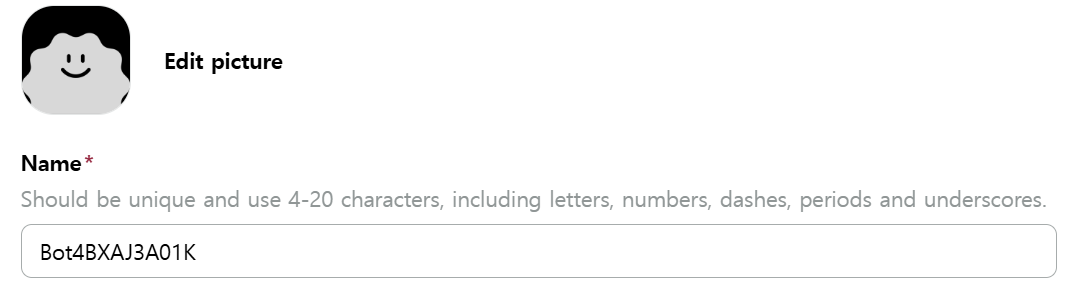 Edit picture
Name*
Should be unique and use 4-20 characters, including letters, numbers, dashes, periods and underscores.
Bot4BXAJ3A01K